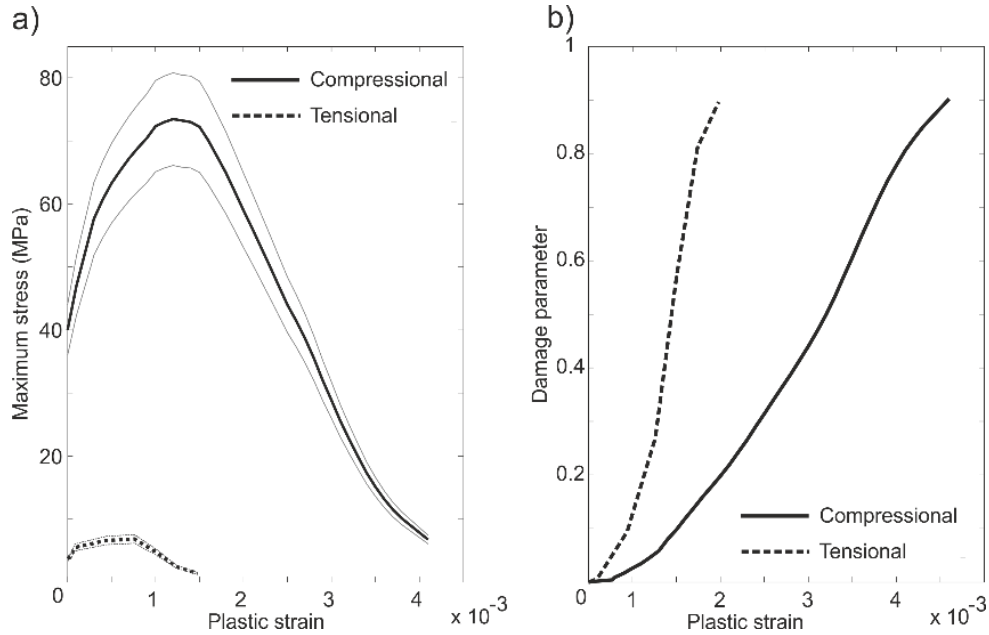 a)
80
60
40
20
0
1
2
3
4
x 10⁻³
Maximum stress (MPa)
Plastic strain
Compressional
Tensional
b)
1
0.8
0.6
0.4
0.2
0
1
2
3
4
x 10⁻³
Damage parameter
Plastic strain
Compressional
Tensional